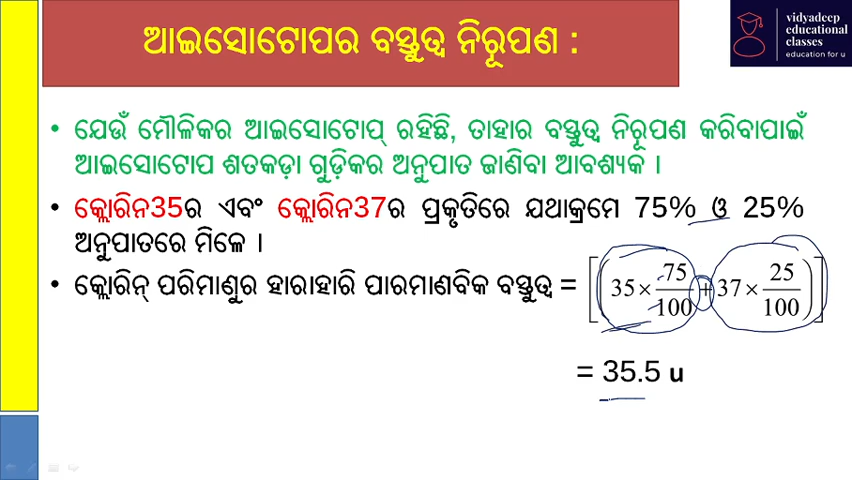 ଆଇସୋଟୋପର ବସ୍ତୁତ୍ୱ ନିରୂପଣ :
vidyadeep
educational
classes
education for u
• ଯେଉଁ ମୌଳିକର ଆଇସୋଟୋପ୍ ରହିଛି, ତାହାର ବସ୍ତୁତ୍ୱ ନିରୂପଣ କରିବାପାଇଁ
ଆଇସୋଟୋପ ଶତକଡ଼ା ଗୁଡ଼ିକର ଅନୁପାତ ଜାଣିବା ଆବଶ୍ୟକ ।
• କ୍ଲୋରିନ35ର ଏବଂ କ୍ଲୋରିନ37ର ପ୍ରକୃତିରେ ଯଥାକ୍ରମେ 75% ଓ 25%
ଅନୁପାତରେ ମିଳେ ।
• କ୍ଲୋରିନ୍ ପରିମାଣୁର ହାରାହାରି ପାରମାଣବିକ ବସ୍ତୁତ୍ୱ = [(35 × 75/100 + 37 × 25/100)]
= 35.5 u